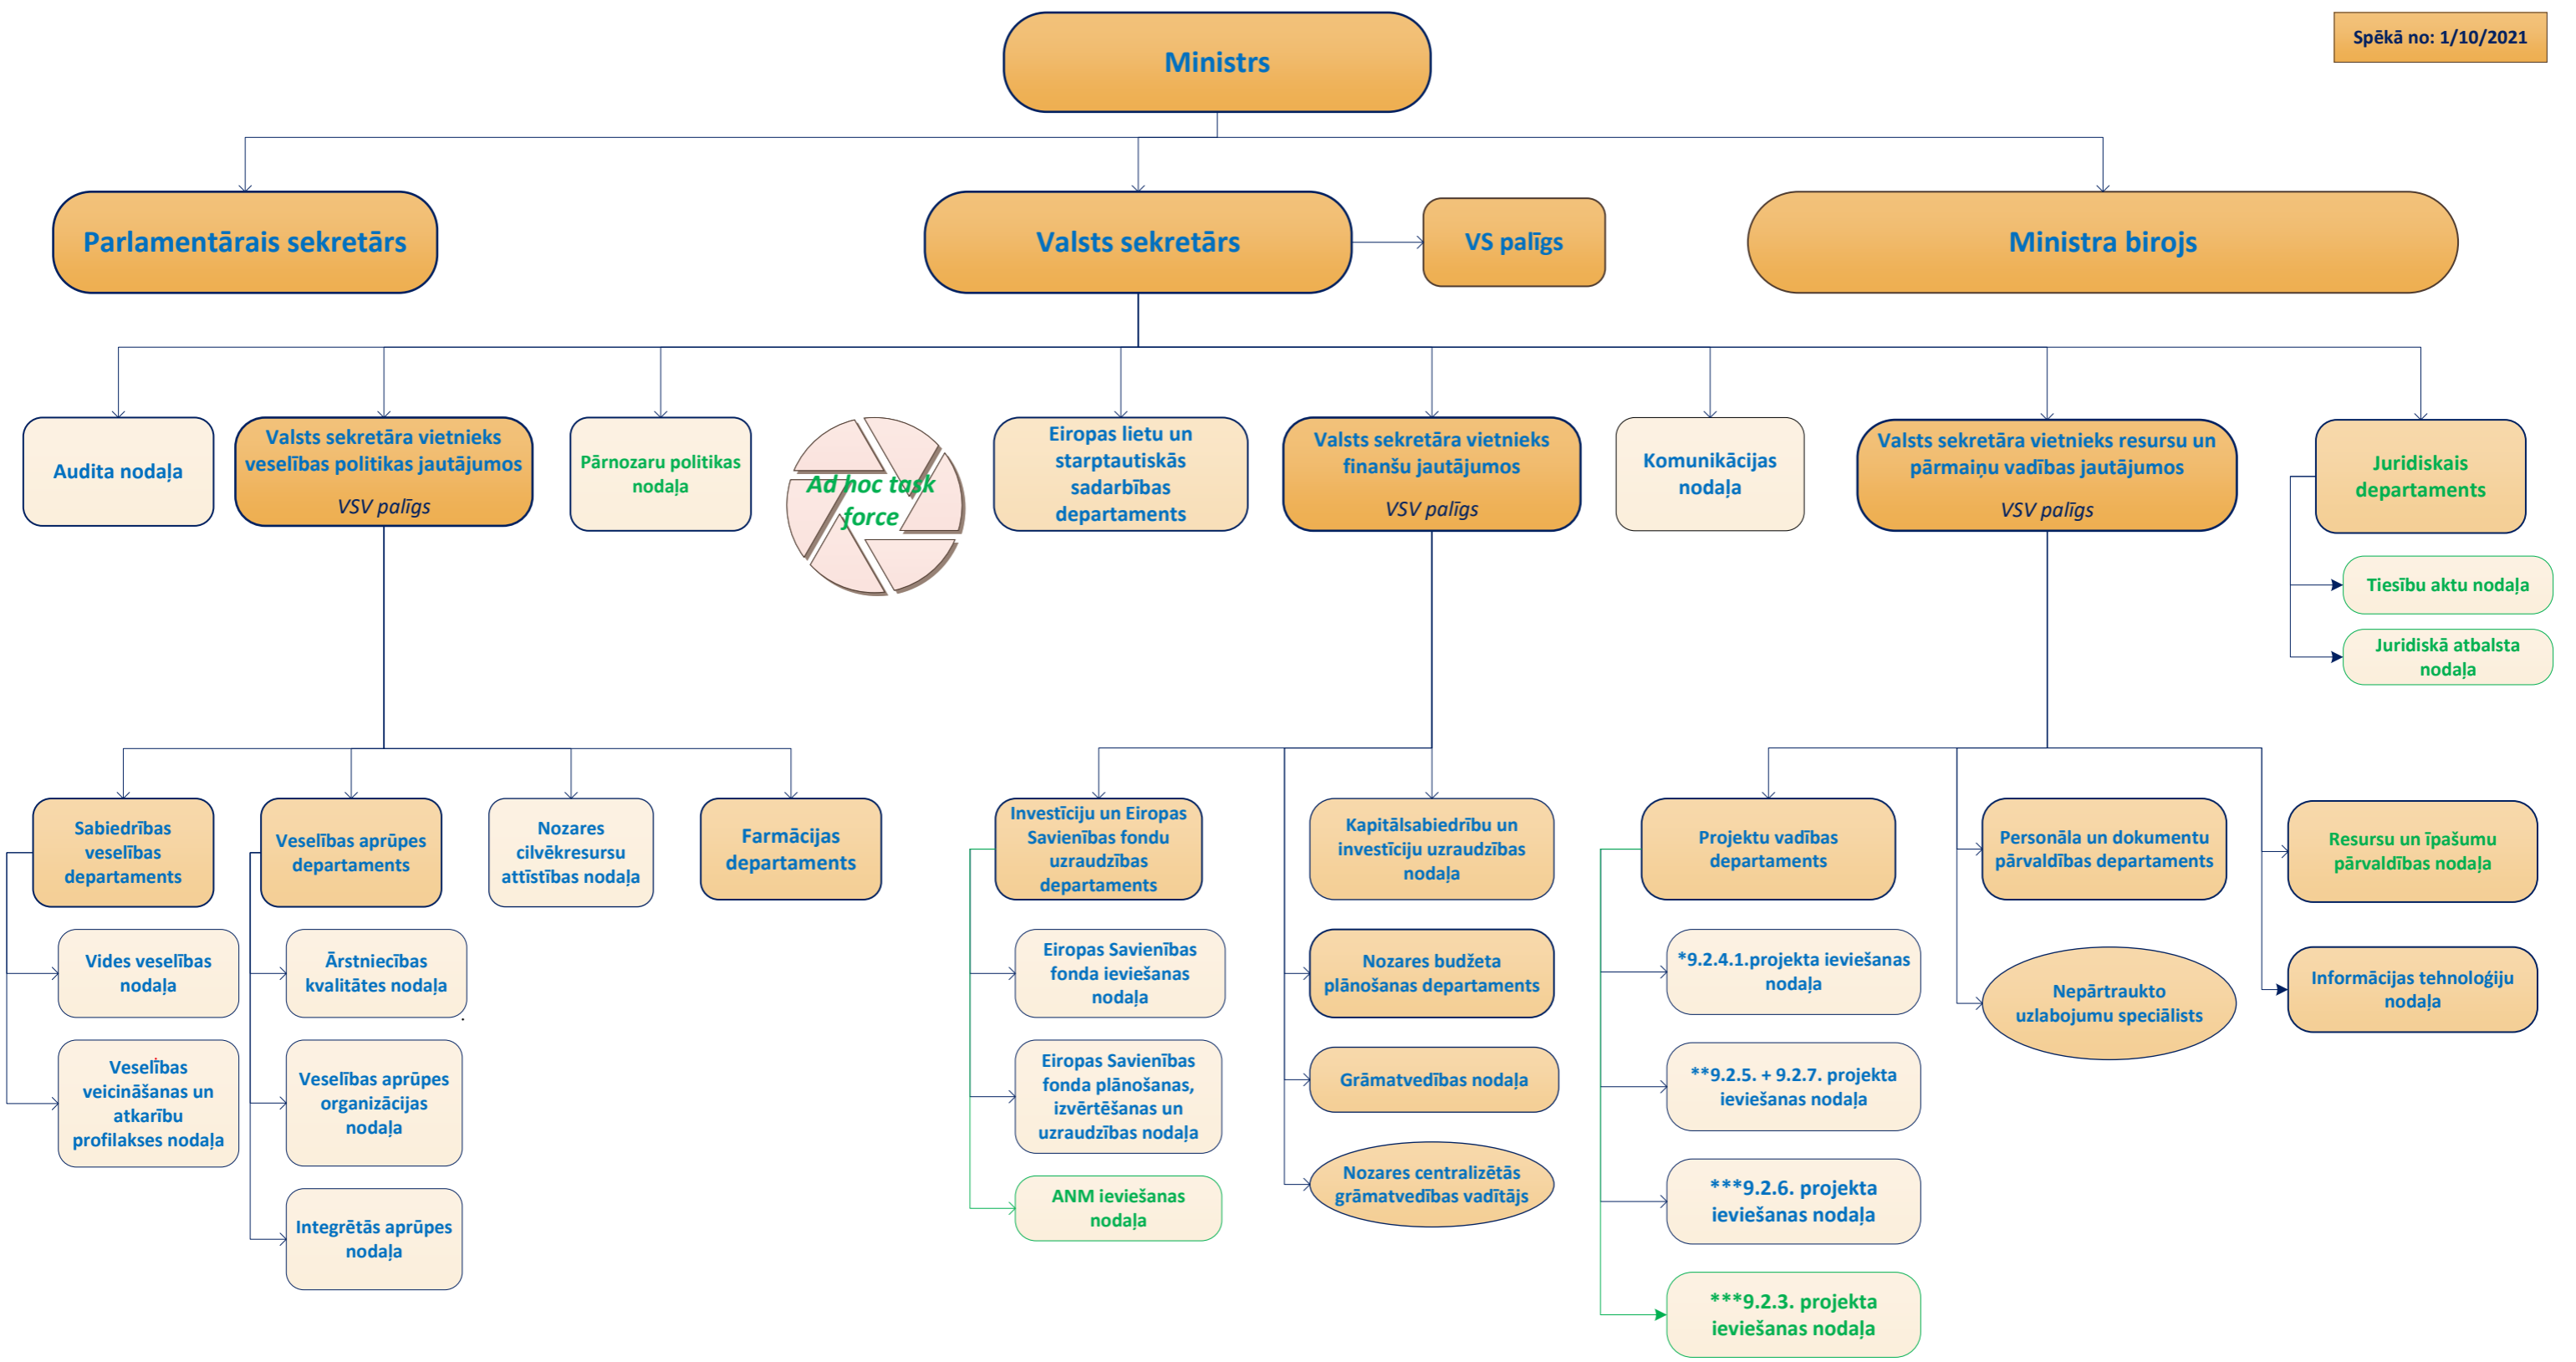 Spēkā no: 1/10/2021
Ministrs
Parlamentārais sekretārs
Valsts sekretārs
VS palīgs
Ministra birojs
Audita nodaļa
Valsts sekretāra vietnieks
veselības politikas jautājumos
VSV palīgs
Pārnozaru politikas
nodaļa
Ad hoc task
force
Eiropas lietu un
starptautiskās
sadarbības
departaments
Valsts sekretāra vietnieks
finanšu jautājumos
VSV palīgs
Komunikācijas
nodaļa
Valsts sekretāra vietnieks resursu un
pārmaiņu vadības jautājumos
VSV palīgs
Juridiskais
departaments
Tiesību aktu nodaļa
Juridiskā atbalsta
nodaļa
Sabiedrības
veselības
departaments
Vides veselības
nodaļa
Veselības
veicināšanas un
atkarību
profilakses nodaļa
Veselības aprūpes
departaments
Ārstniecības
kvalitātes nodaļa
.
Veselības aprūpes
organizācijas
nodaļa
Integrētās aprūpes
nodaļa
Nozares
cilvēkresursu
attīstības nodaļa
Farmācijas
departaments
Investīciju un Eiropas
Savienības fondu
uzraudzības
departaments
Eiropas Savienības
fonda ieviešanas
nodaļa
Eiropas Savienības
fonda plānošanas,
izvērtēšanas un
uzraudzības nodaļa
ANM ieviešanas
nodaļa
Kapitālsabiedrību un
investīciju uzraudzības
nodaļa
Nozares budžeta
plānošanas departaments
Grāmatvedības nodaļa
Nozares centralizētās
grāmatvedības vadītājs
Projektu vadības
departaments
*9.2.4.1.projekta ieviešanas
nodaļa
**9.2.5. + 9.2.7. projekta
ieviešanas nodaļa
***9.2.6. projekta
ieviešanas nodaļa
***9.2.3. projekta
ieviešanas nodaļa
Personāla un dokumentu
pārvaldības departaments
Nepārtraukto
uzlabojumu speciālists
Resursu un īpašumu
pārvaldības nodaļa
Informācijas tehnoloģiju
nodaļa